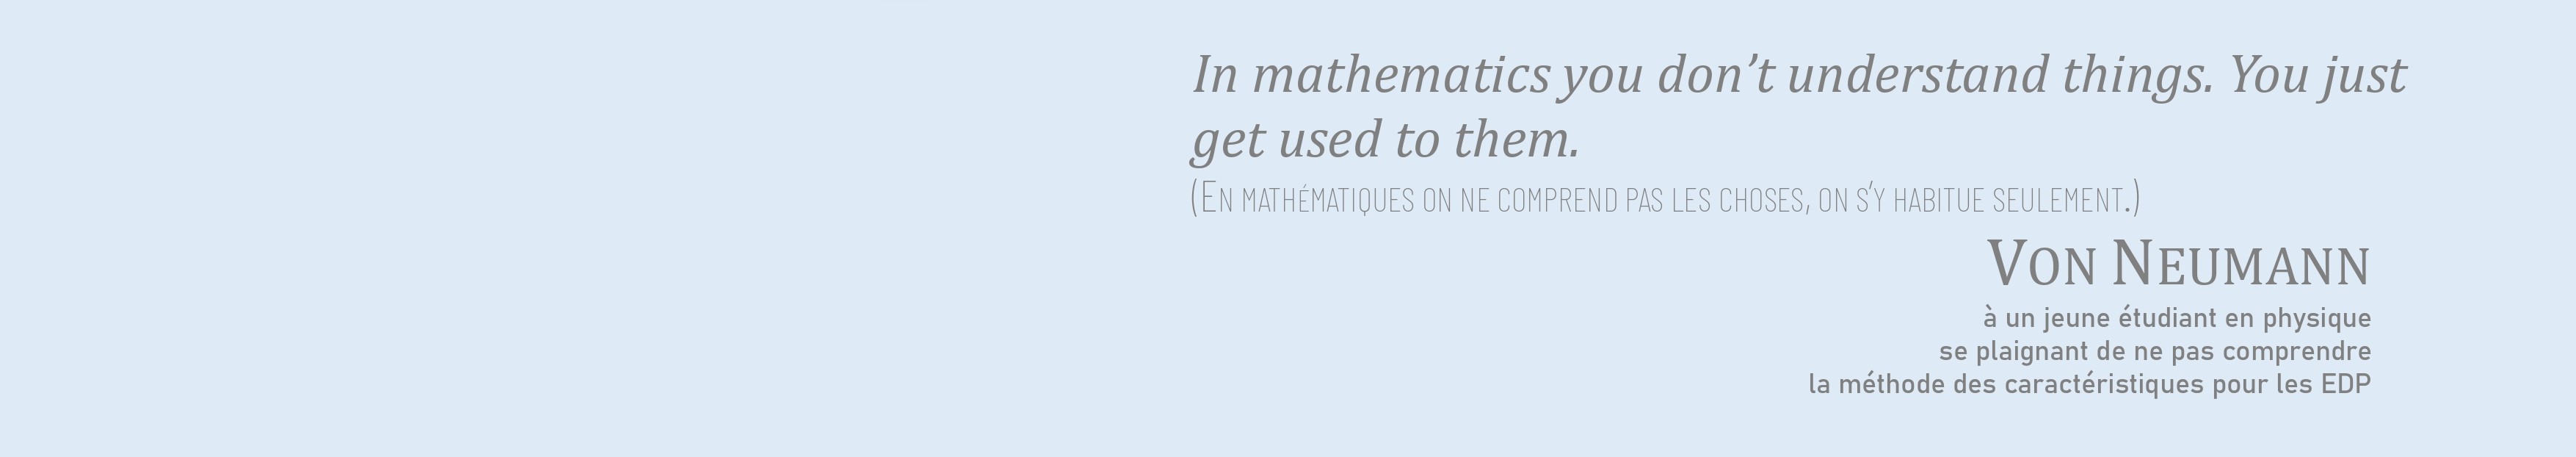 In mathematics you don’t understand things. You just
get used to them.
(En mathématiques on ne comprend pas les choses, on s’y habitue seulement.)
Von Neumann
à un jeune étudiant en physique
se plaignant de ne pas comprendre
la méthode des caractéristiques pour les EDP